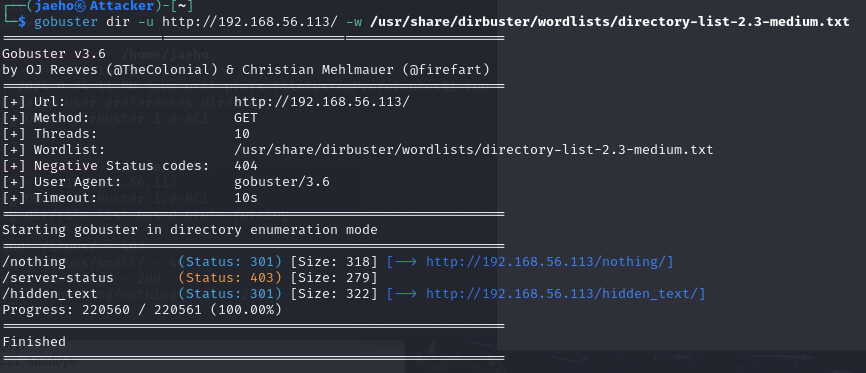 ┌──(jaeho㉿Attacker)-[~]
└─$ gobuster dir -u http://192.168.56.113/ -w /usr/share/dirbuster/wordlists/directory-list-2.3-medium.txt
===============================================================
Gobuster v3.6
by OJ Reeves (@TheColonial) & Christian Mehlmauer (@firefart)
===============================================================
[+] Url:                     http://192.168.56.113/
[+] Method:                  GET
[+] Threads:                 10
[+] Wordlist:                /usr/share/dirbuster/wordlists/directory-list-2.3-medium.txt
[+] Negative Status codes:   404
[+] User Agent:              gobuster/3.6
[+] Timeout:                 10s
===============================================================
Starting gobuster in directory enumeration mode
===============================================================
/nothing              (Status: 301) [Size: 318] [--> http://192.168.56.113/nothing/]
/server-status        (Status: 403) [Size: 279]
/hidden_text          (Status: 301) [Size: 322] [--> http://192.168.56.113/hidden_text/]
Progress: 220560 / 220561 (100.00%)
===============================================================
Finished
===============================================================